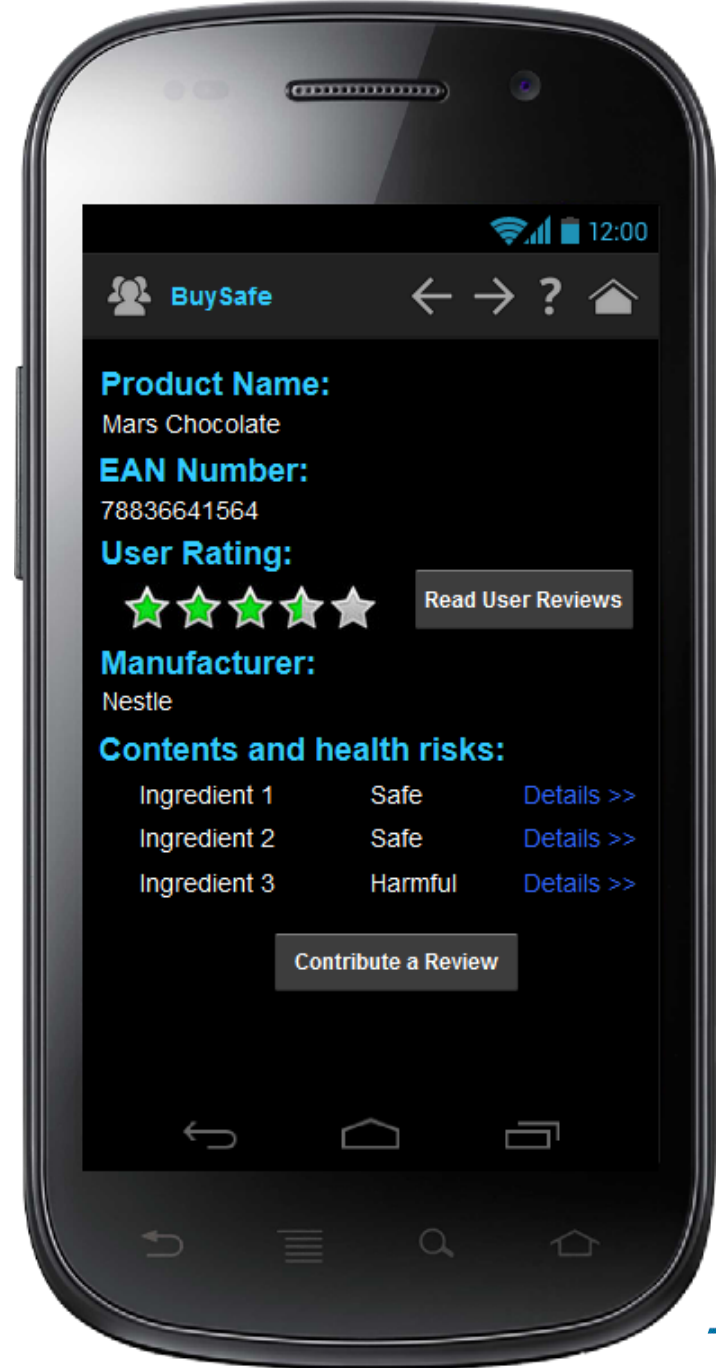 12:00
BuySafe ?
Product Name:
Mars Chocolate
EAN Number:
78836641564
User Rating:
Read User Reviews
Manufacturer:
Nestle
Contents and health risks:
Ingredient 1 Safe Details >>
Ingredient 2 Safe Details >>
Ingredient 3 Harmful Details >>
Contribute a Review